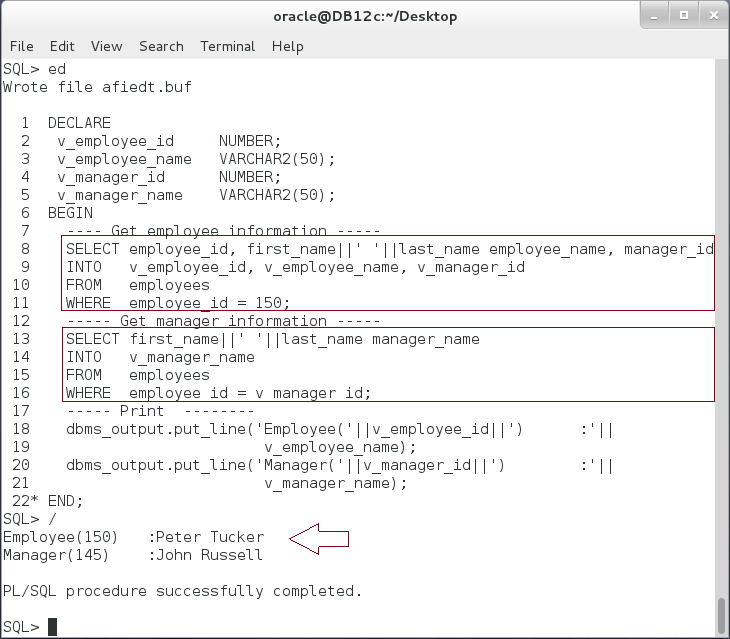 oracle@DB12c:~/Desktop
File Edit View Search Terminal Help
SQL> ed
Wrote file afiedt.buf
1 DECLARE
2 v_employee_id NUMBER;
3 v_employee_name VARCHAR2(50);
4 v_manager_id NUMBER;
5 v_manager_name VARCHAR2(50);
6 BEGIN
7 ---- Get employee information -----
8 SELECT employee_id, first_name||' '||last_name employee_name, manager_id
9 INTO v_employee_id, v_employee_name, v_manager_id
10 FROM employees
11 WHERE employee_id = 150;
12 ----- Get manager information -----
13 SELECT first_name||' '||last_name manager_name
14 INTO v_manager_name
15 FROM employees
16 WHERE employee_id = v_manager_id;
17 ----- Print --------
18 dbms_output.put_line('Employee('||v_employee_id||') :'||
19 v_employee_name);
20 dbms_output.put_line('Manager('||v_manager_id||') :'||
21 v_manager_name);
22* END;
SQL> /
Employee(150) :Peter Tucker
Manager(145) :John Russell
PL/SQL procedure successfully completed.
SQL>